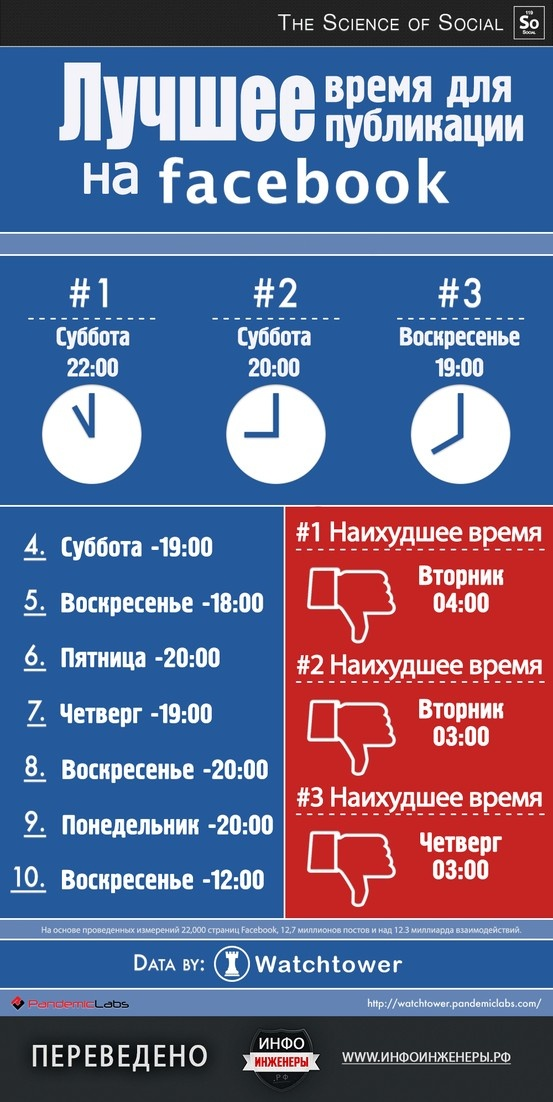 The Science of Social
119
So
Social
Лучшее
время для
публикации
на facebook
#1
#2
#3
Суббота
Суббота
Воскресенье
22:00
20:00
19:00
4. Суббота -19:00
5. Воскресенье -18:00
6. Пятница -20:00
7. Четверг -19:00
8. Воскресенье -20:00
9. Понедельник -20:00
10. Воскресенье -12:00
#1 Наихудшее время
Вторник
04:00
#2 Наихудшее время
Вторник
03:00
#3 Наихудшее время
Четверг
03:00
На основе проведенных измерений 22,000 страниц Facebook, 12,7 миллионов постов и над 12.3 миллиарда взаимодействий.
Data by: Watchtower
PandemicLabs
http://watchtower.pandemiclabs.com/
ПЕРЕВЕДЕНО
ИНФО
ИНЖЕНЕРЫ
.РФ
WWW.ИНФОИНЖЕНЕРЫ.РФ